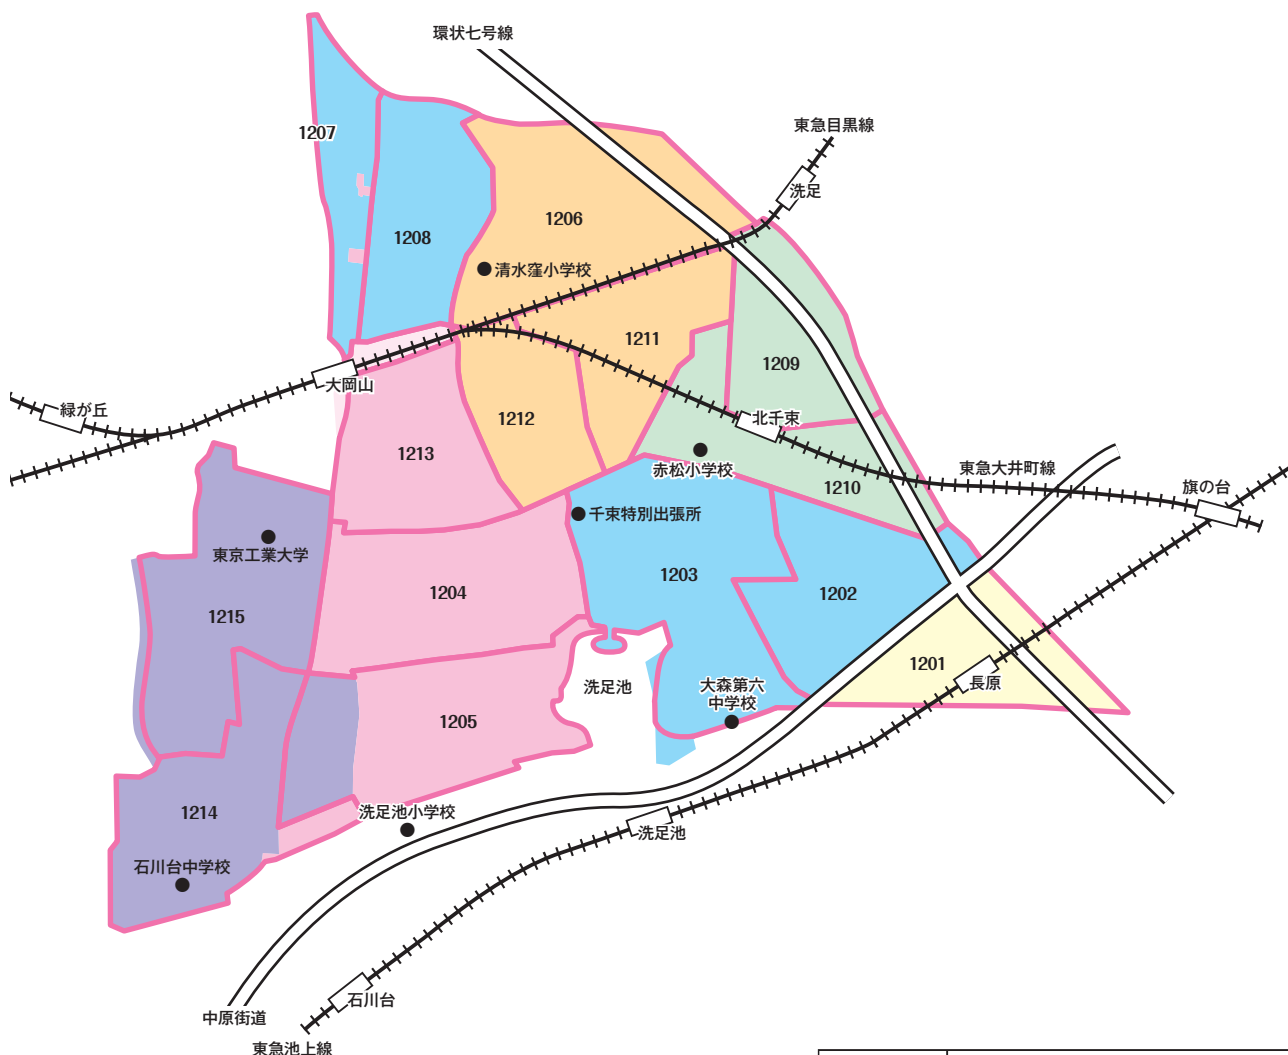 環状七号線
東急目黒線
1207
洗足
1206
1208
清水窪小学校
1211
1209
大岡山
緑が丘
1212
北千束
1213
赤松小学校
東急大井町線
1210
旗の台
千束特別出張所
東京工業大学
1203
1204
1202
1215
1201
洗足池
長原
大森第六
中学校
1205
1214
洗足池小学校
洗足池
石川台中学校
石川台
中原街道
東急池上線